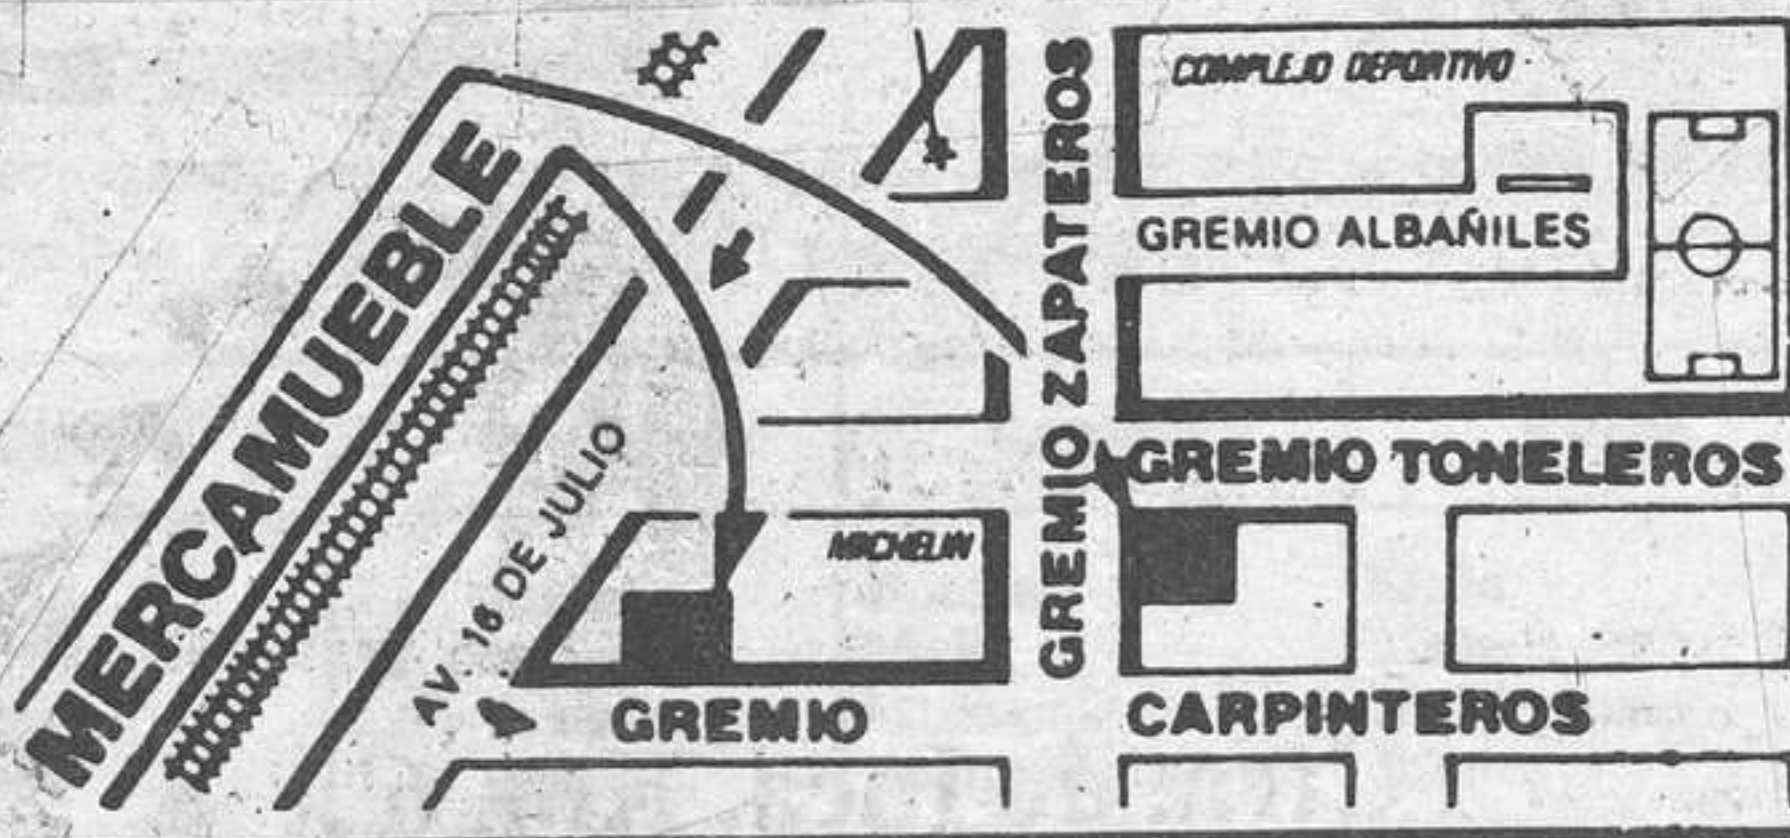 COMPLEJO DEPORTIVO
MERCAMUEBLE
GREMIO ZAPATEROS
GREMIO ALBAÑILES
GREMIO TONELEROS
AV. 16 DE JULIO
MICHELIN
GREMIO CARPINTEROS